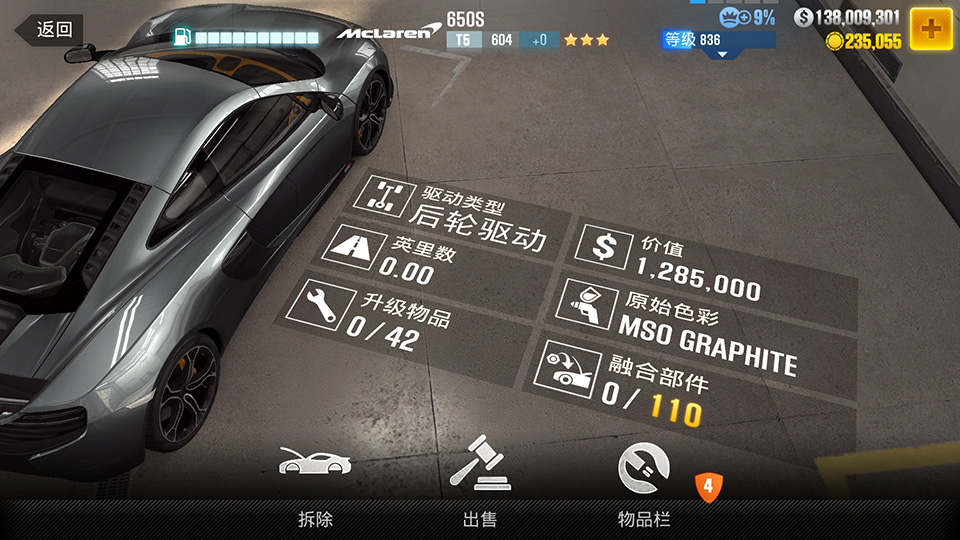 返回
McLaren
650S
T5 604 +0
等级 836
9%
138,009,301
235,055
驱动类型
后轮驱动
英里数
0.00
升级物品
0 / 42
价值
1,285,000
原始色彩
MSO GRAPHITE
融合部件
0 / 110
拆除
出售
物品栏
4